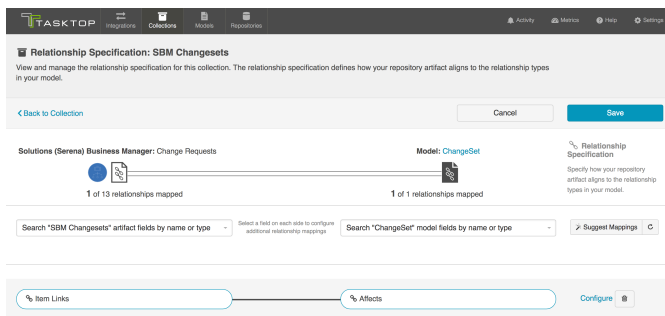 TASKTOP
Integrations
Collections
Models
Repositories
Activity
Metrics
Help
Settings
Relationship Specification: SBM Changesets
View and manage the relationship specification for this collection. The relationship specification defines how your repository artifact aligns to the relationship types
in your model.
Back to Collection
Cancel
Save
Solutions (Serena) Business Manager: Change Requests
Model: ChangeSet
1 of 13 relationships mapped
1 of 1 relationships mapped
Relationship
Specification
Specify how your repository
artifact aligns to the relationship
types in your model.
Search "SBM Changesets" artifact fields by name or type
Select a field on each side to configure
additional relationship mappings
Search "ChangeSet" model fields by name or type
Suggest Mappings
Item Links
Affects
Configure